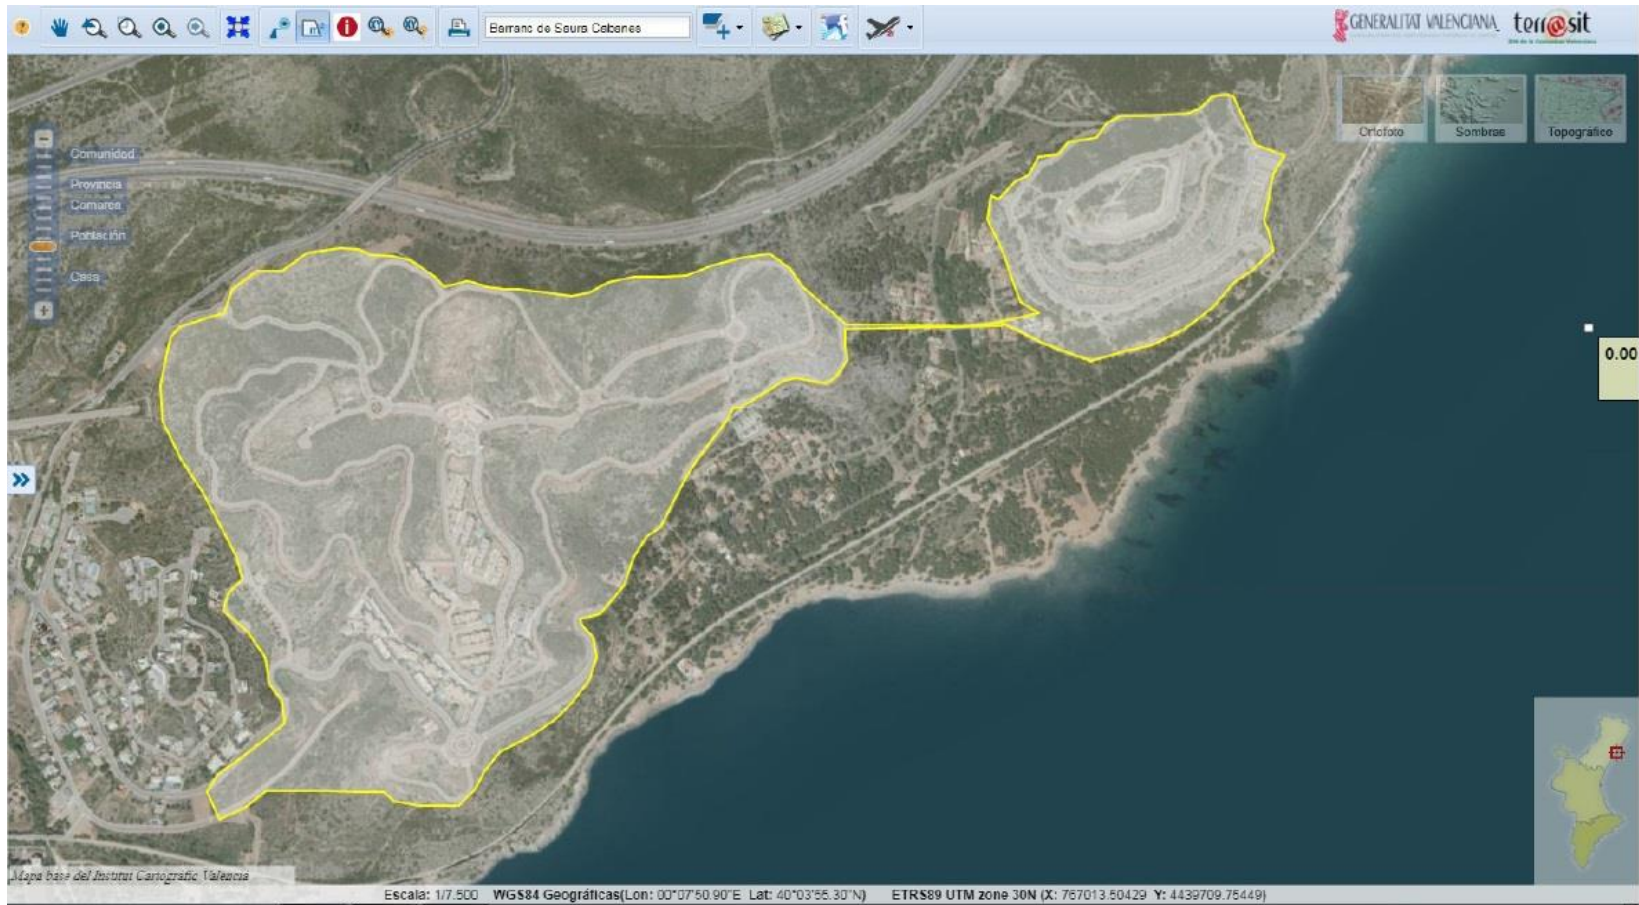 Barranc de Saura Cabanes
GENERALITAT VALENCIANA
terr@sit
Ortofoto
Sombras
Topográfico
Comunidad
Provincia
Comarca
Población
Casa
0.00
Mapa base del Institut Cartogràfic Valencià
Escala: 1/7.500 WGS84 Geográficas(Lon: 00°07'50.90"E Lat: 40°03'55.30"N) ETRS89 UTM zone 30N (X: 767013.50429 Y: 4439709.75449)